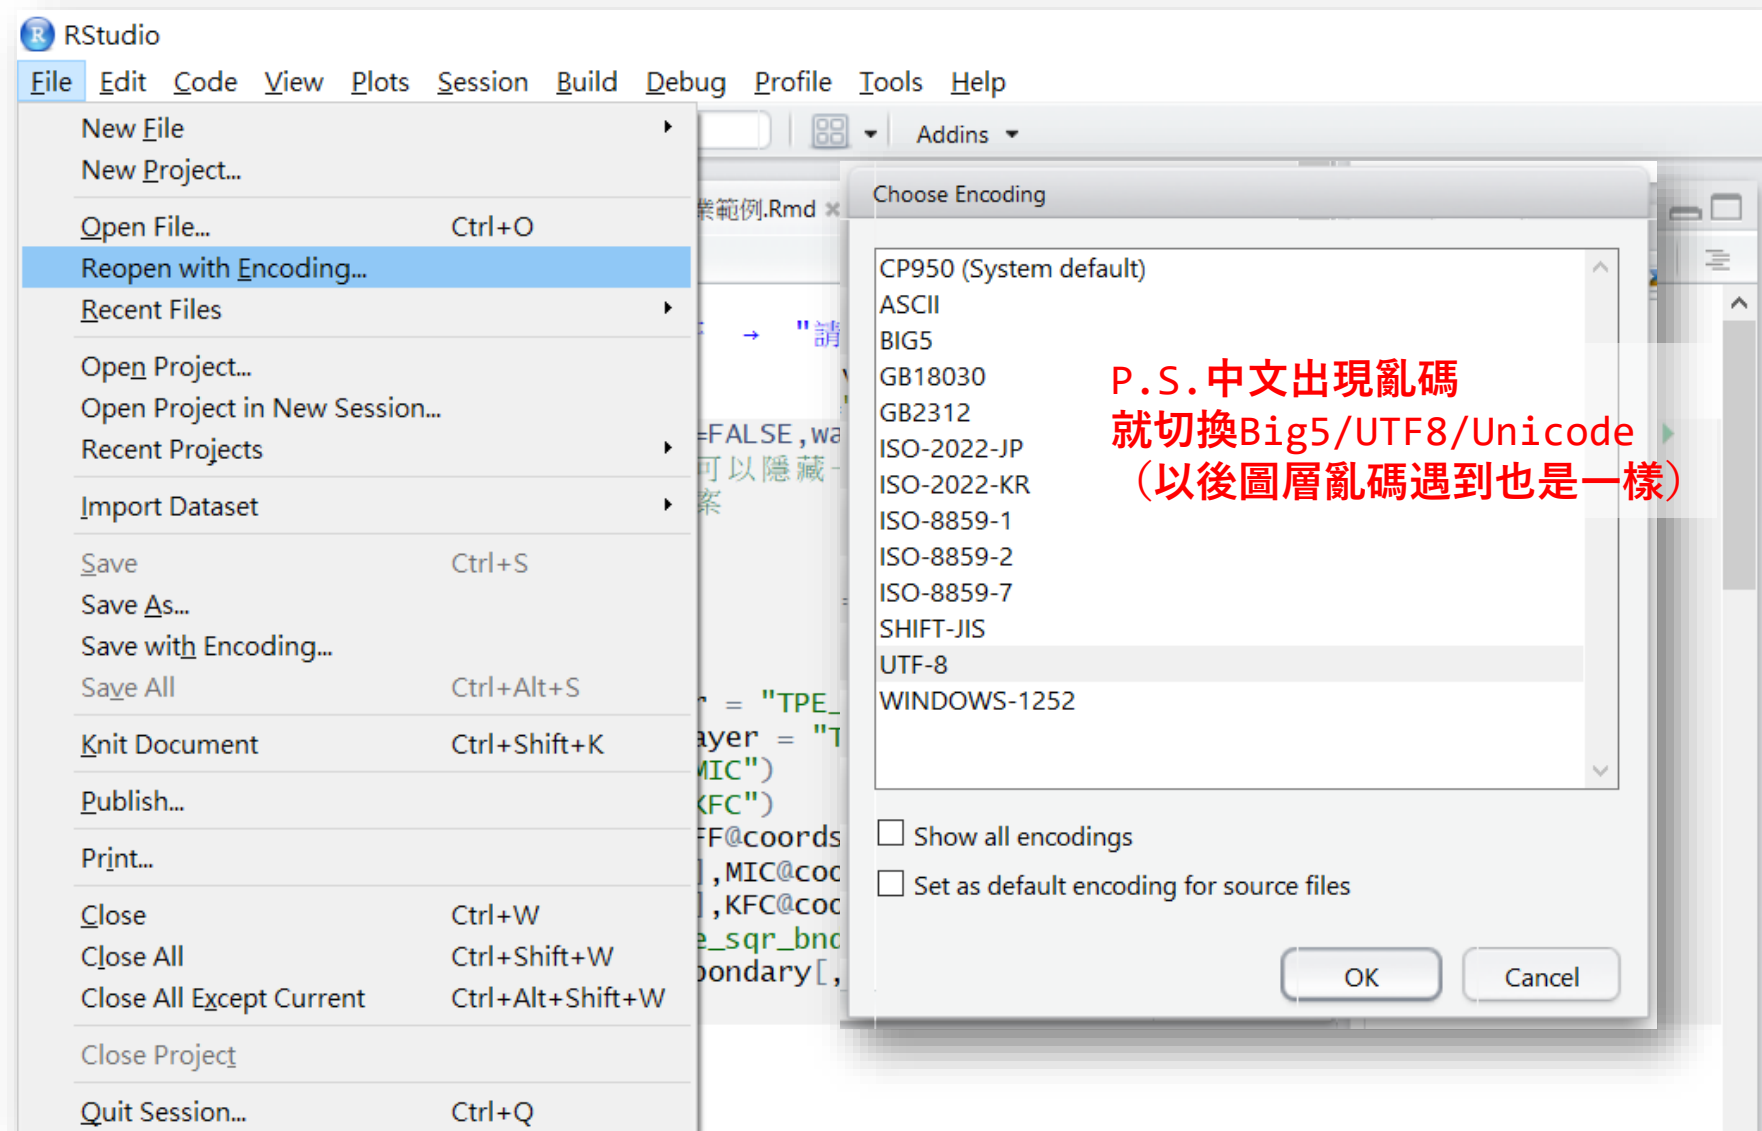 RStudio
File Edit Code View Plots Session Build Debug Profile Tools Help
Addins
New File
New Project...
Open File... Ctrl+O
Reopen with Encoding...
Recent Files
Open Project...
Open Project in New Session...
Recent Projects
Import Dataset
Save Ctrl+S
Save As...
Save with Encoding...
Save All Ctrl+Alt+S
Knit Document Ctrl+Shift+K
Publish...
Print...
Close Ctrl+W
Close All Ctrl+Shift+W
Close All Except Current Ctrl+Alt+Shift+W
Close Project
Quit Session... Ctrl+Q
業範例.Rmd
→ "請
=FALSE,wa
可以隱藏
案
= "TPE_
ayer = "T
MIC")
KFC")
FF@coords
],MIC@coo
],KFC@coo
e_sqr_bnd
bondary[,
Choose Encoding
CP950 (System default)
ASCII
BIG5
GB18030
GB2312
ISO-2022-JP
ISO-2022-KR
ISO-8859-1
ISO-8859-2
ISO-8859-7
SHIFT-JIS
UTF-8
WINDOWS-1252
P.S.中文出現亂碼
就切換Big5/UTF8/Unicode
（以後圖層亂碼遇到也是一樣）
Show all encodings
Set as default encoding for source files
OK Cancel